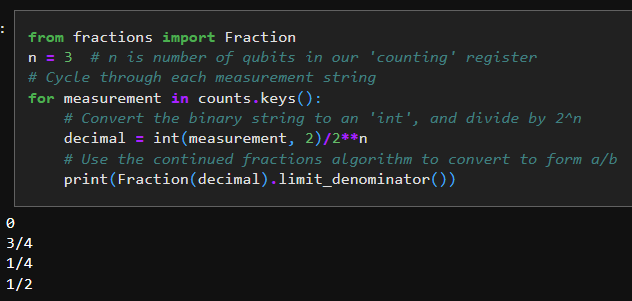 :
from fractions import Fraction
n = 3  # n is number of qubits in our 'counting' register
# Cycle through each measurement string
for measurement in counts.keys():
    # Convert the binary string to an 'int', and divide by 2^n
    decimal = int(measurement, 2)/2**n
    # Use the continued fractions algorithm to convert to form a/b
    print(Fraction(decimal).limit_denominator())
0
3/4
1/4
1/2